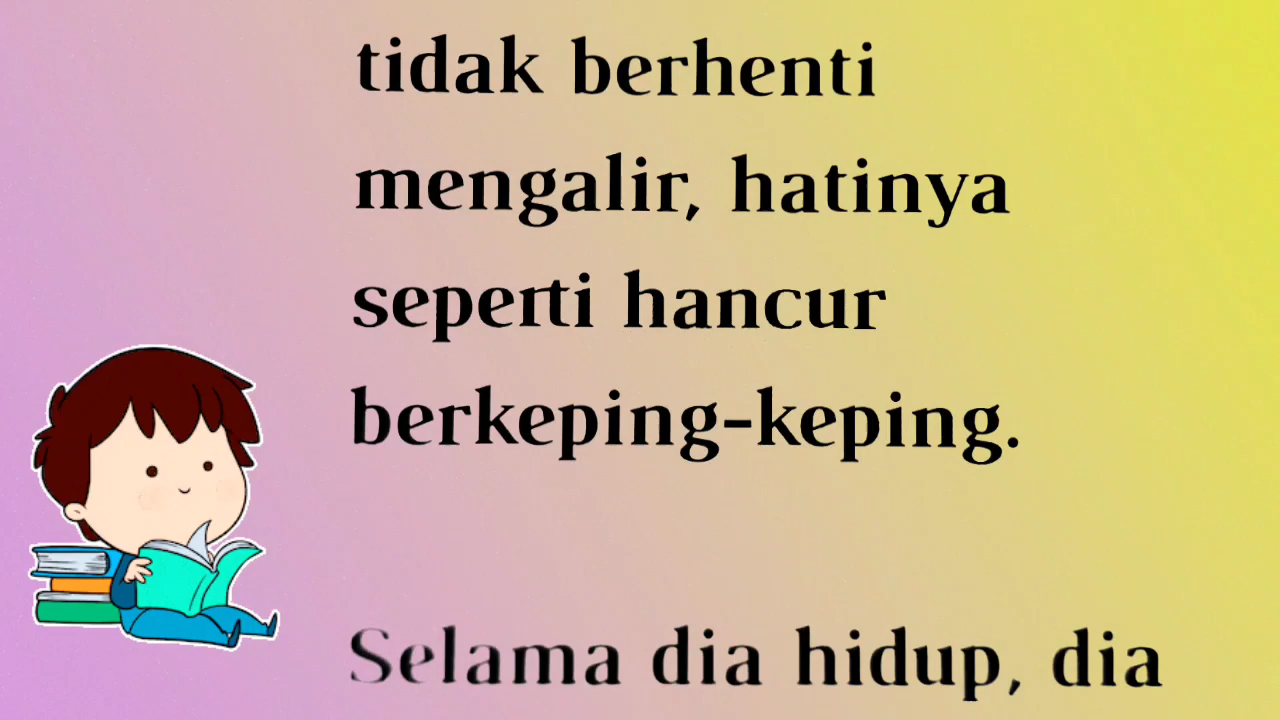 tidak berhenti
mengalir, hatinya
seperti hancur
berkeping-keping.
Selama dia hidup, dia